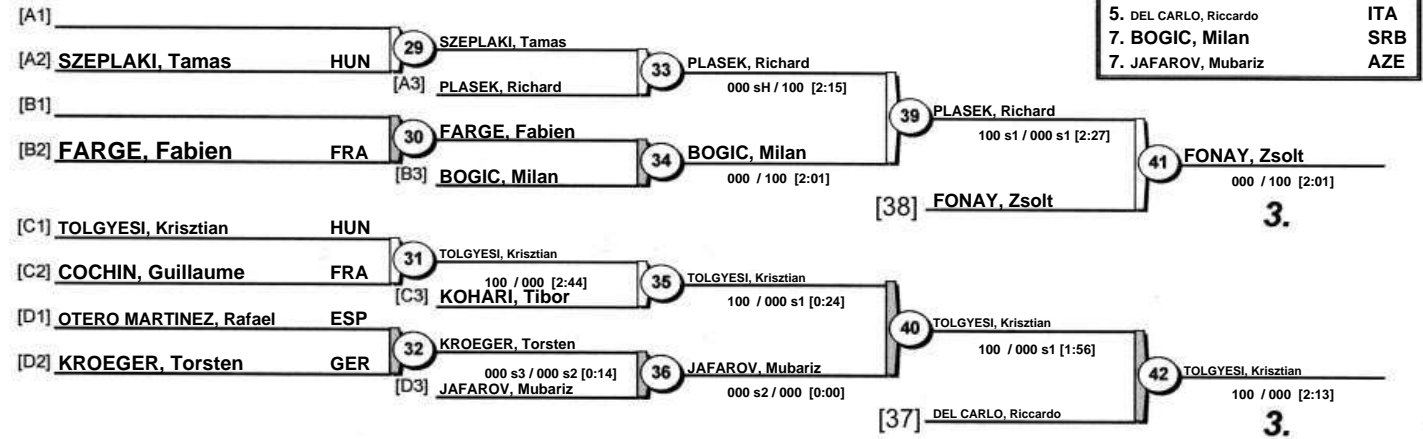 5. DEL CARLO, Riccardo ITA
7. BOGIC, Milan SRB
7. JAFAROV, Mubariz AZE
[A1]
[A2] SZEPLAKI, Tamas HUN
29
SZEPLAKI, Tamas
[A3] PLASEK, Richard
33
PLASEK, Richard
000 sH / 100 [2:15]
[B1]
[B2] FARGE, Fabien FRA
30
FARGE, Fabien
[B3] BOGIC, Milan
34
BOGIC, Milan
000 / 100 [2:01]
39
PLASEK, Richard
100 s1 / 000 s1 [2:27]
[38] FONAY, Zsolt
41
FONAY, Zsolt
000 / 100 [2:01]
3.
[C1] TOLGYESI, Krisztian HUN
[C2] COCHIN, Guillaume FRA
31
TOLGYESI, Krisztian
100 / 000 [2:44]
[C3] KOHARI, Tibor
35
TOLGYESI, Krisztian
100 / 000 s1 [0:24]
[D1] OTERO MARTINEZ, Rafael ESP
[D2] KROEGER, Torsten GER
32
KROEGER, Torsten
000 s3 / 000 s2 [0:14]
[D3] JAFAROV, Mubariz
36
JAFAROV, Mubariz
000 s2 / 000 [0:00]
40
TOLGYESI, Krisztian
100 / 000 s1 [1:56]
[37] DEL CARLO, Riccardo
42
TOLGYESI, Krisztian
100 / 000 [2:13]
3.